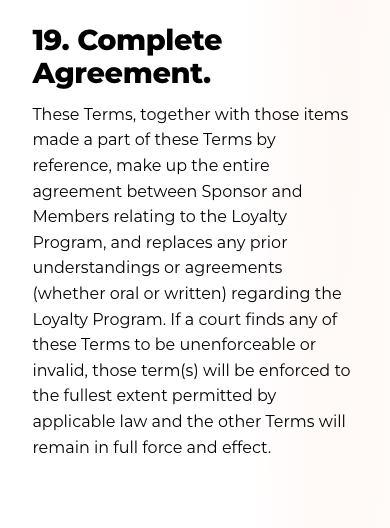 19. Complete
Agreement.
These Terms, together with those items
made a part of these Terms by
reference, make up the entire
agreement between Sponsor and
Members relating to the Loyalty
Program, and replaces any prior
understandings or agreements
(whether oral or written) regarding the
Loyalty Program. If a court finds any of
these Terms to be unenforceable or
invalid, those term(s) will be enforced to
the fullest extent permitted by
applicable law and the other Terms will
remain in full force and effect.